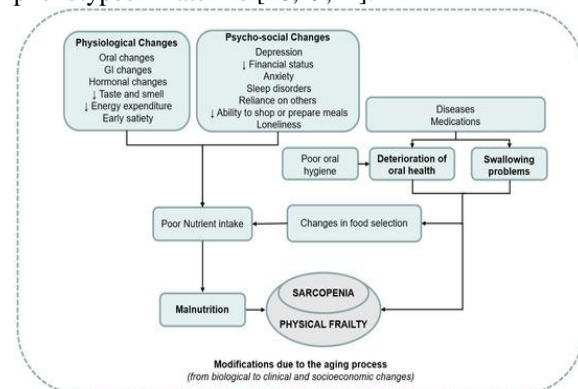 Physiological Changes
Oral changes
GI changes
Hormonal changes
↓ Taste and smell
↓ Energy expenditure
Early satiety
Psycho-social Changes
Depression
↓ Financial status
Anxiety
Sleep disorders
Reliance on others
↓ Ability to shop or prepare meals
Loneliness
Diseases
Medications
Poor oral
hygiene
Deterioration of
oral health
Swallowing
problems
Poor Nutrient intake
Changes in food selection
Malnutrition
SARCOPENIA
PHYSICAL FRAILTY
Modifications due to the aging process
(from biological to clinical and socioeconomic changes)